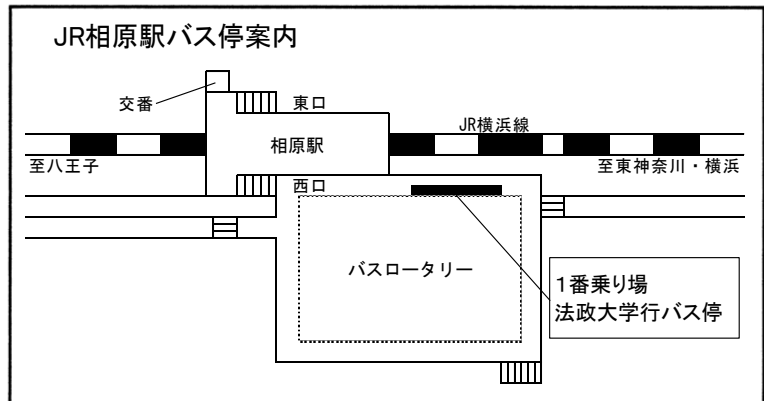 JR相原駅バス停案内
交番
東口
JR横浜線
相原駅
至八王子
至東神奈川・横浜
西口
バスロータリー
1番乗り場
法政大学行バス停